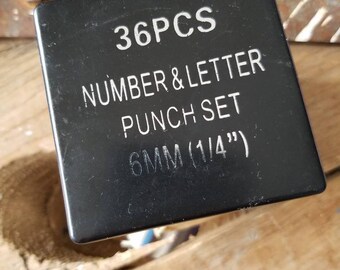 36PCS
NUMBER & LETTER
PUNCH SET
6MM (1/4”)